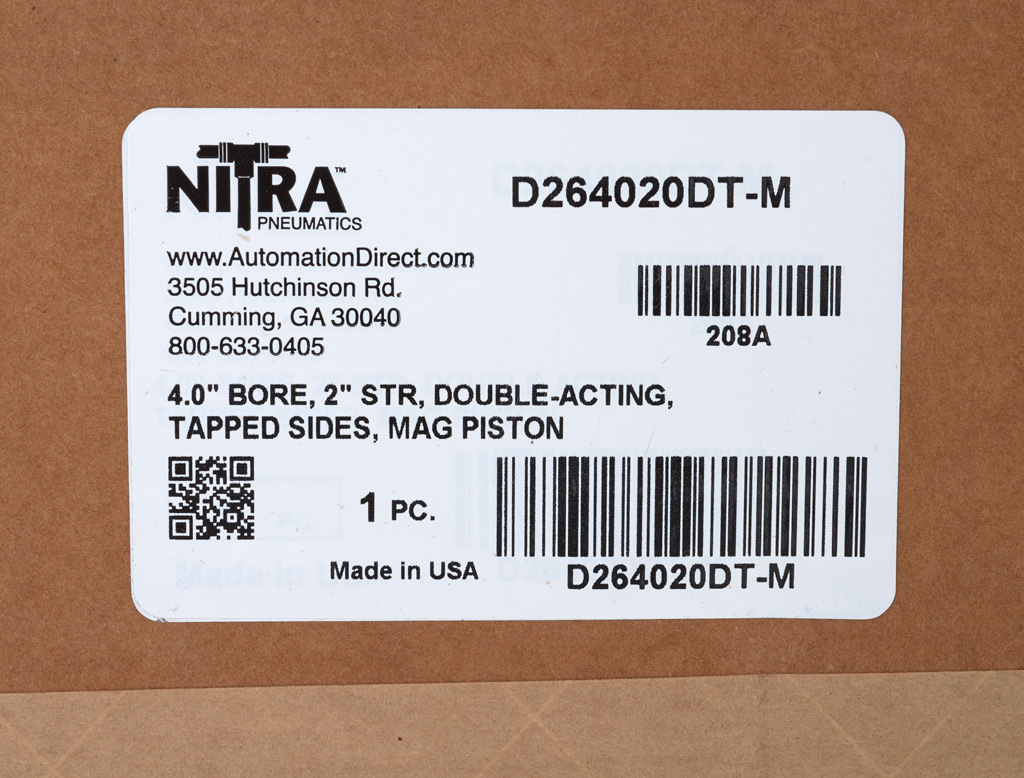 NITRA™
PNEUMATICS
D264020DT-M
www.AutomationDirect.com
3505 Hutchinson Rd.
Cumming, GA 30040
800-633-0405
208A
4.0" BORE, 2" STR, DOUBLE-ACTING,
TAPPED SIDES, MAG PISTON
1 PC.
Made in USA
D264020DT-M